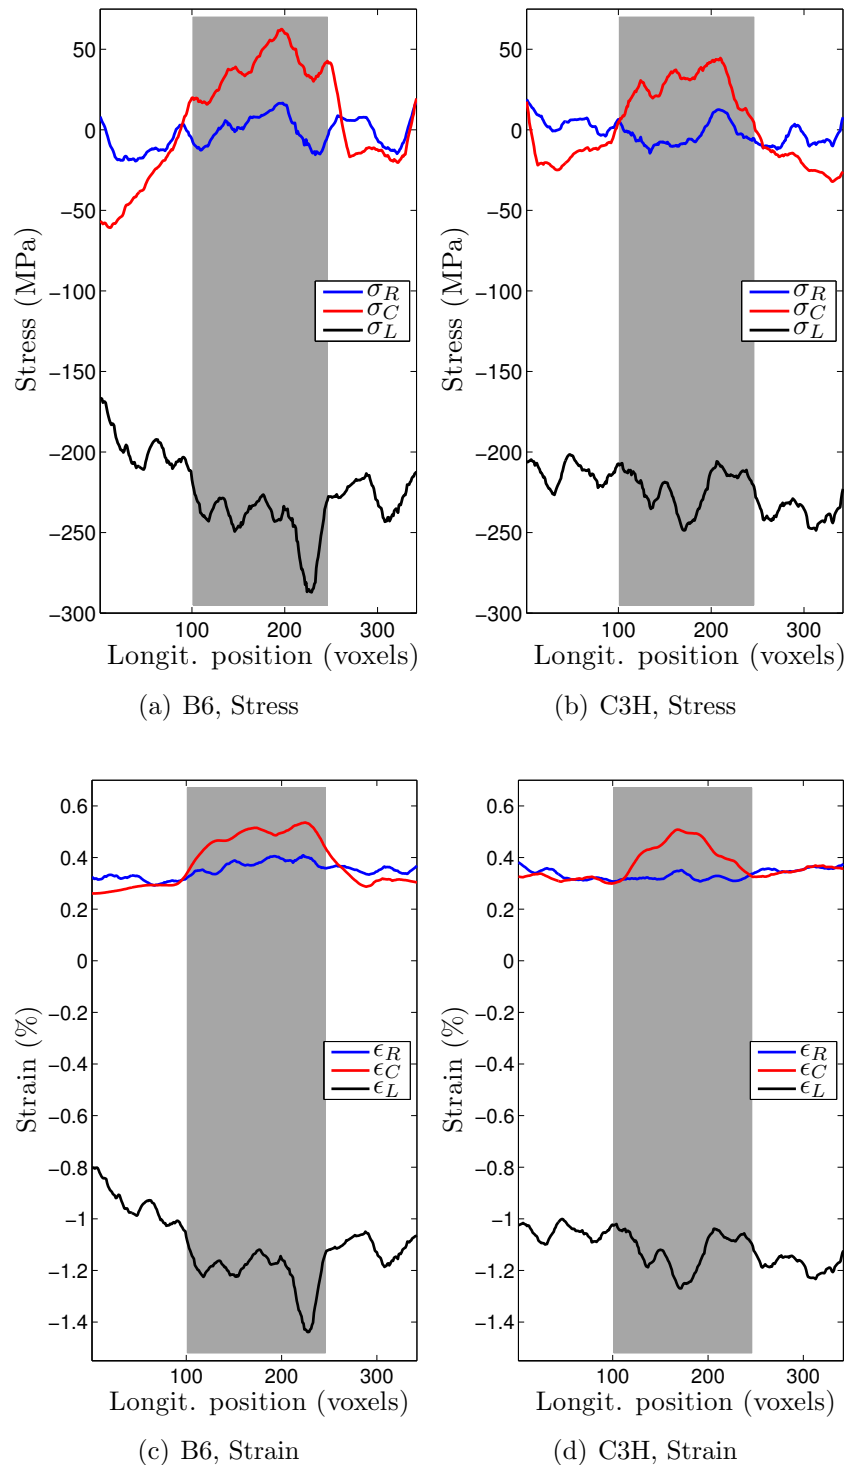 50
0
−50
−100
−150
−200
−250
−300
100
200
300
Stress (MPa)
Longit. position (voxels)
σR
σC
σL
(a) B6, Stress
50
0
−50
−100
−150
−200
−250
−300
100
200
300
Stress (MPa)
Longit. position (voxels)
σR
σC
σL
(b) C3H, Stress
0.6
0.4
0.2
0
−0.2
−0.4
−0.6
−0.8
−1
−1.2
−1.4
100
200
300
Strain (%)
Longit. position (voxels)
ϵR
ϵC
ϵL
(c) B6, Strain
0.6
0.4
0.2
0
−0.2
−0.4
−0.6
−0.8
−1
−1.2
−1.4
100
200
300
Strain (%)
Longit. position (voxels)
ϵR
ϵC
ϵL
(d) C3H, Strain